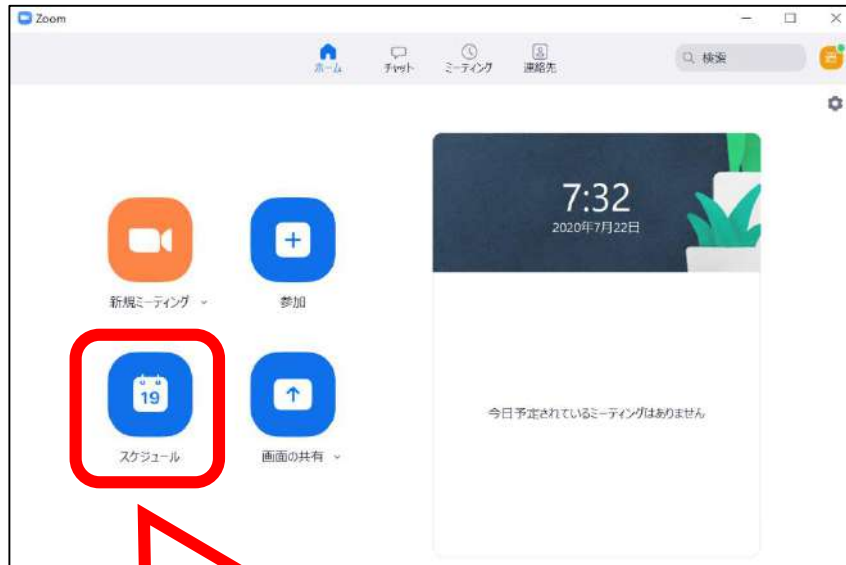 Zoom
ホーム
チャット
ミーティング
連絡先
検索
7:32
2020年7月22日
新規ミーティング
参加
19
スケジュール
画面の共有
今日予定されているミーティングはありません